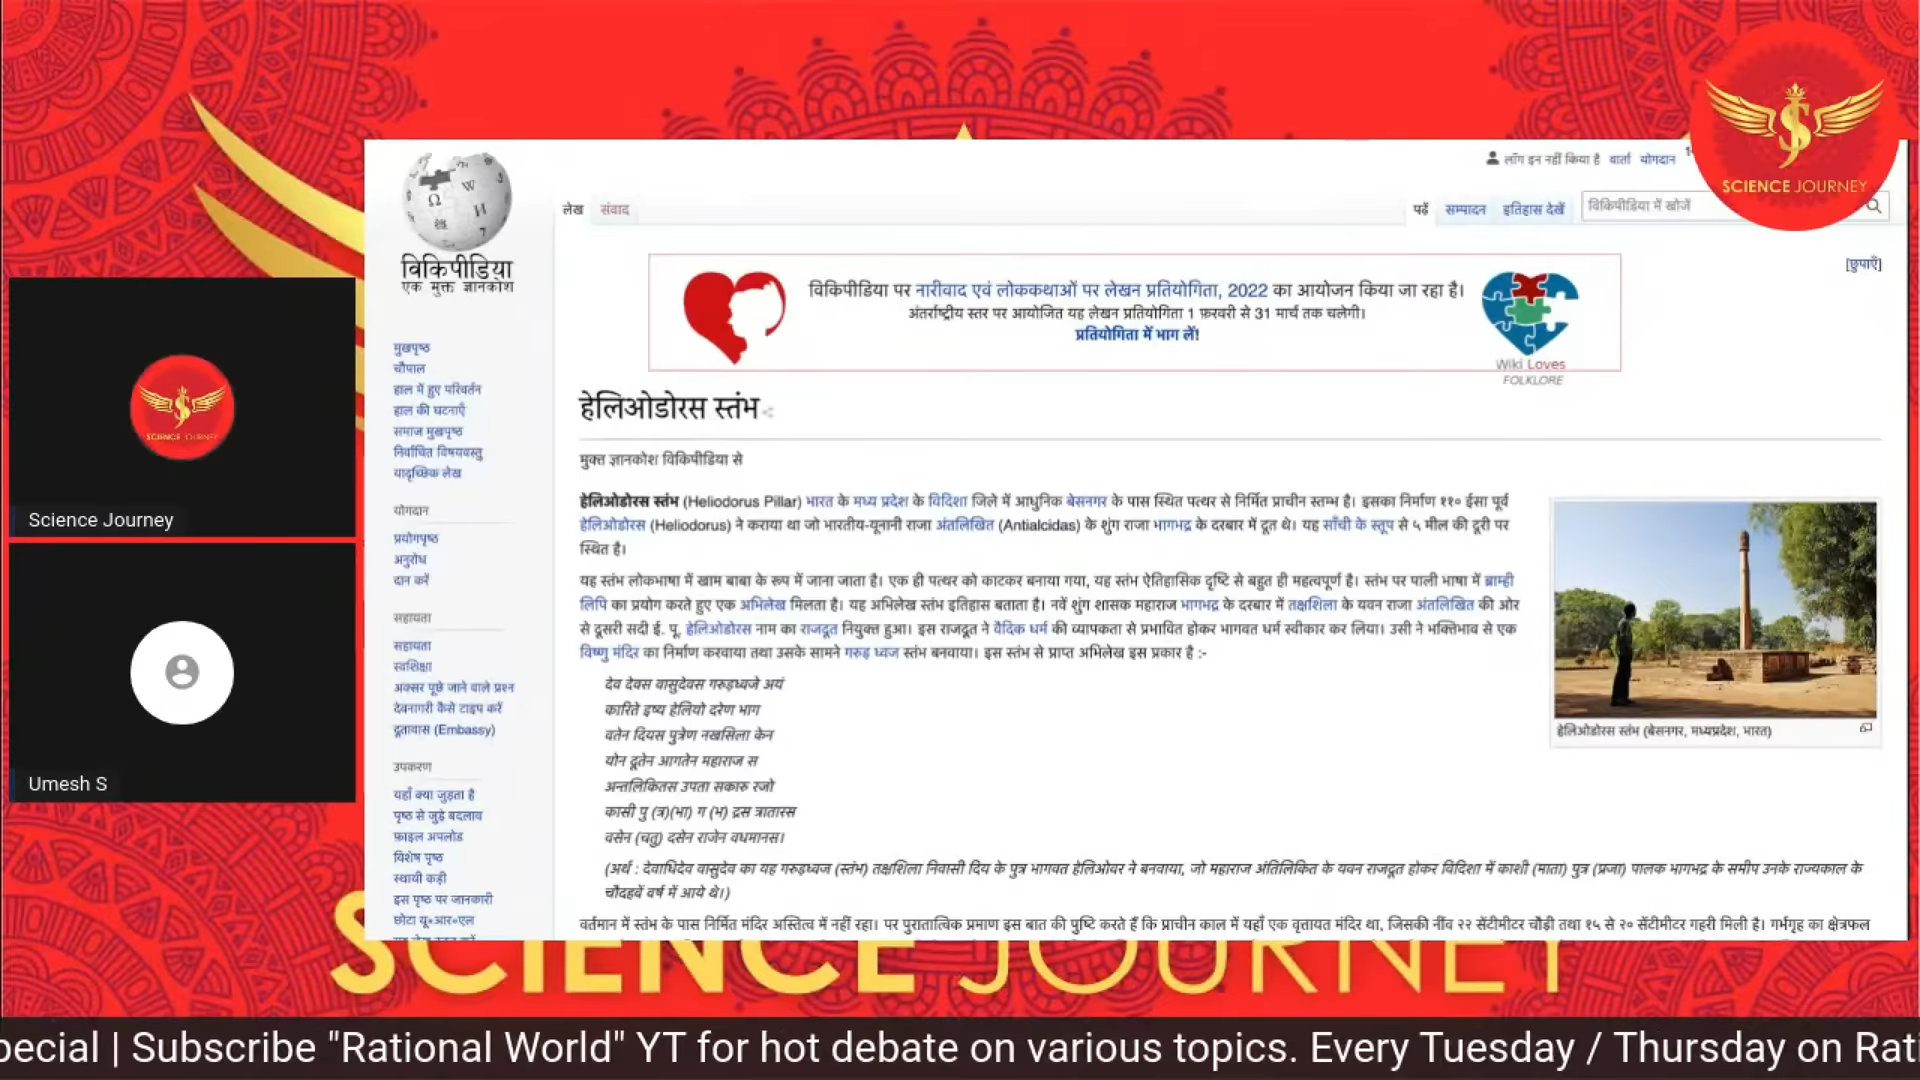 SCIENCE JOURNEY
लॉग इन नहीं किया है वार्ता योगदान
लेख संवाद
पढ़ें सम्पादन इतिहास देखें विकिपीडिया में खोजें
विकिपीडिया
एक मुक्त ज्ञानकोश
[छुपाएँ]
विकिपीडिया पर नारीवाद एवं लोककथाओं पर लेखन प्रतियोगिता, 2022 का आयोजन किया जा रहा है।
अंतर्राष्ट्रीय स्तर पर आयोजित यह लेखन प्रतियोगिता 1 फ़रवरी से 31 मार्च तक चलेगी।
प्रतियोगिता में भाग लें!
Wiki Loves
FOLKLORE
मुखपृष्ठ
चौपाल
हाल में हुए परिवर्तन
हाल की घटनाएँ
समाज मुखपृष्ठ
निर्वाचित विषयवस्तु
यादृच्छिक लेख
योगदान
प्रयोगपृष्ठ
अनुरोध
दान करें
सहायता
सहायता
स्वशिक्षा
अक्सर पूछे जाने वाले प्रश्न
देवनागरी कैसे टाइप करें
दूतावास (Embassy)
उपकरण
यहाँ क्या जुड़ता है
पृष्ठ से जुड़े बदलाव
फ़ाइल अपलोड
विशेष पृष्ठ
स्थायी कड़ी
इस पृष्ठ पर जानकारी
छोटा यू॰आर॰एल
हेलिओडोरस स्तंभ
मुक्त ज्ञानकोश विकिपीडिया से
हेलिओडोरस स्तंभ (Heliodorus Pillar) भारत के मध्य प्रदेश के विदिशा जिले में आधुनिक बेसनगर के पास स्थित पत्थर से निर्मित प्राचीन स्तम्भ है। इसका निर्माण ११० ईसा पूर्व
हेलिओडोरस (Heliodorus) ने कराया था जो भारतीय-यूनानी राजा अंतलिखित (Antialcidas) के शुंग राजा भागभद्र के दरबार में दूत थे। यह साँची के स्तूप से ५ मील की दूरी पर
स्थित है।
यह स्तंभ लोकभाषा में खाम बाबा के रूप में जाना जाता है। एक ही पत्थर को काटकर बनाया गया, यह स्तंभ ऐतिहासिक दृष्टि से बहुत ही महत्वपूर्ण है। स्तंभ पर पाली भाषा में ब्राम्ही
लिपि का प्रयोग करते हुए एक अभिलेख मिलता है। यह अभिलेख स्तंभ इतिहास बताता है। नवें शुंग शासक महाराज भागभद्र के दरबार में तक्षशिला के यवन राजा अंतलिखित की ओर
से दूसरी सदी ई. पू. हेलिओडोरस नाम का राजदूत नियुक्त हुआ। इस राजदूत ने वैदिक धर्म की व्यापकता से प्रभावित होकर भागवत धर्म स्वीकार कर लिया। उसी ने भक्तिभाव से एक
विष्णु मंदिर का निर्माण करवाया तथा उसके सामने गरुड़ ध्वज स्तंभ बनवाया। इस स्तंभ से प्राप्त अभिलेख इस प्रकार है :-
देव देवस वासुदेवस गरुड़ध्वजे अयं
कारिते इष्य हेलियो दरेण भाग
वतेन दियस पुत्रेण नखसिला केन
योन दूतेन आगतेन महाराज स
अन्तलिकितस उपता सकारु रजो
कासी पु (त्र)(भा) ग (भ) द्रस त्रातारस
वसेन (चतु) दसेन राजेन वधमानस।
(अर्थ : देवाधिदेव वासुदेव का यह गरुड़ध्वज (स्तंभ) तक्षशिला निवासी दिय के पुत्र भागवत हेलिओवर ने बनवाया, जो महाराज अंतिलिकित के यवन राजदूत होकर विदिशा में काशी (माता) पुत्र (प्रजा) पालक भागभद्र के समीप उनके राज्यकाल के
चौदहवें वर्ष में आये थे।)
वर्तमान में स्तंभ के पास निर्मित मंदिर अस्तित्व में नहीं रहा। पर पुरातात्विक प्रमाण इस बात की पुष्टि करते हैं कि प्राचीन काल में यहाँ एक वृत्तायत मंदिर था, जिसकी नींव २२ सेंटीमीटर चौड़ी तथा १५ से २० सेंटीमीटर गहरी मिली है। गर्भगृह का क्षेत्रफल
हेलिओडोरस स्तंभ (बेसनगर, मध्यप्रदेश, भारत)
SCIENCE JOURNEY
Science Journey
Umesh S
SCIENCE JOURNEY
pecial | Subscribe "Rational World" YT for hot debate on various topics. Every Tuesday / Thursday on Rati